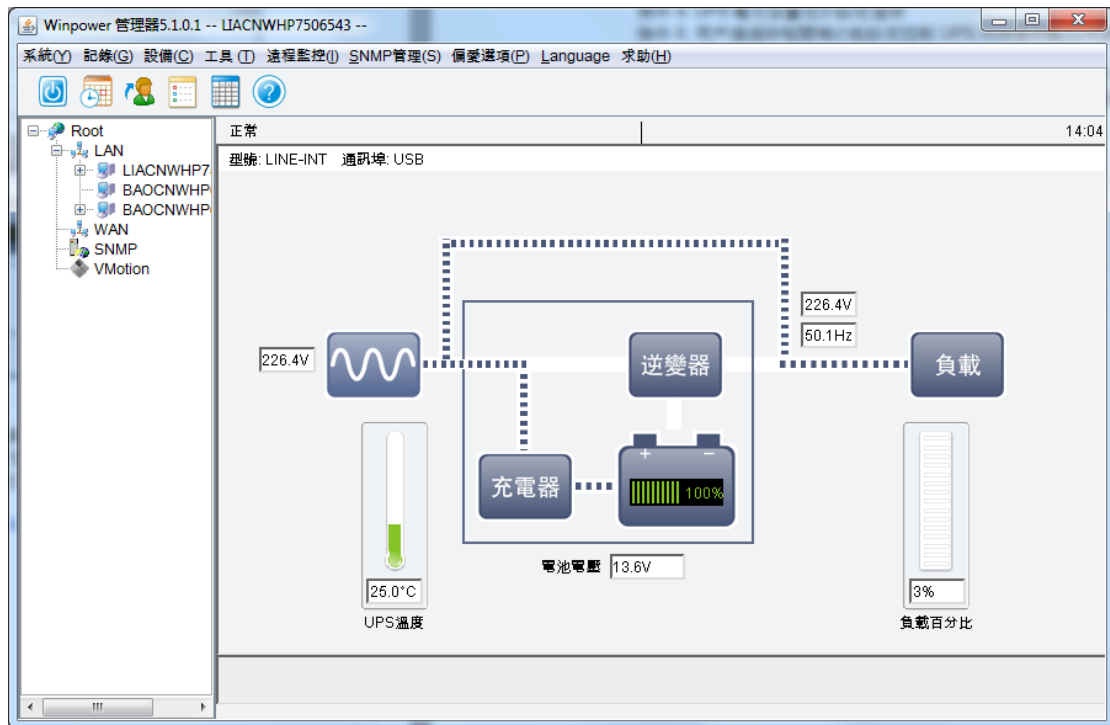 Winpower 管理器5.1.0.1 -- LIACNWHP7506543 --
系統(Y) 記錄(G) 設備(C) 工具(T) 遠程監控(I) SNMP管理(S) 偏愛選項(P) Language 求助(H)
Root
LAN
LIACNWHP7
BAOCNWHP
BAOCNWHP
WAN
SNMP
VMotion
正常 14:04
型號: LINE-INT 通訊埠: USB
226.4V
50.1Hz
226.4V
逆變器
負載
充電器
+ −
100%
電池電壓 13.6V
25.0°C
UPS溫度
3%
負載百分比